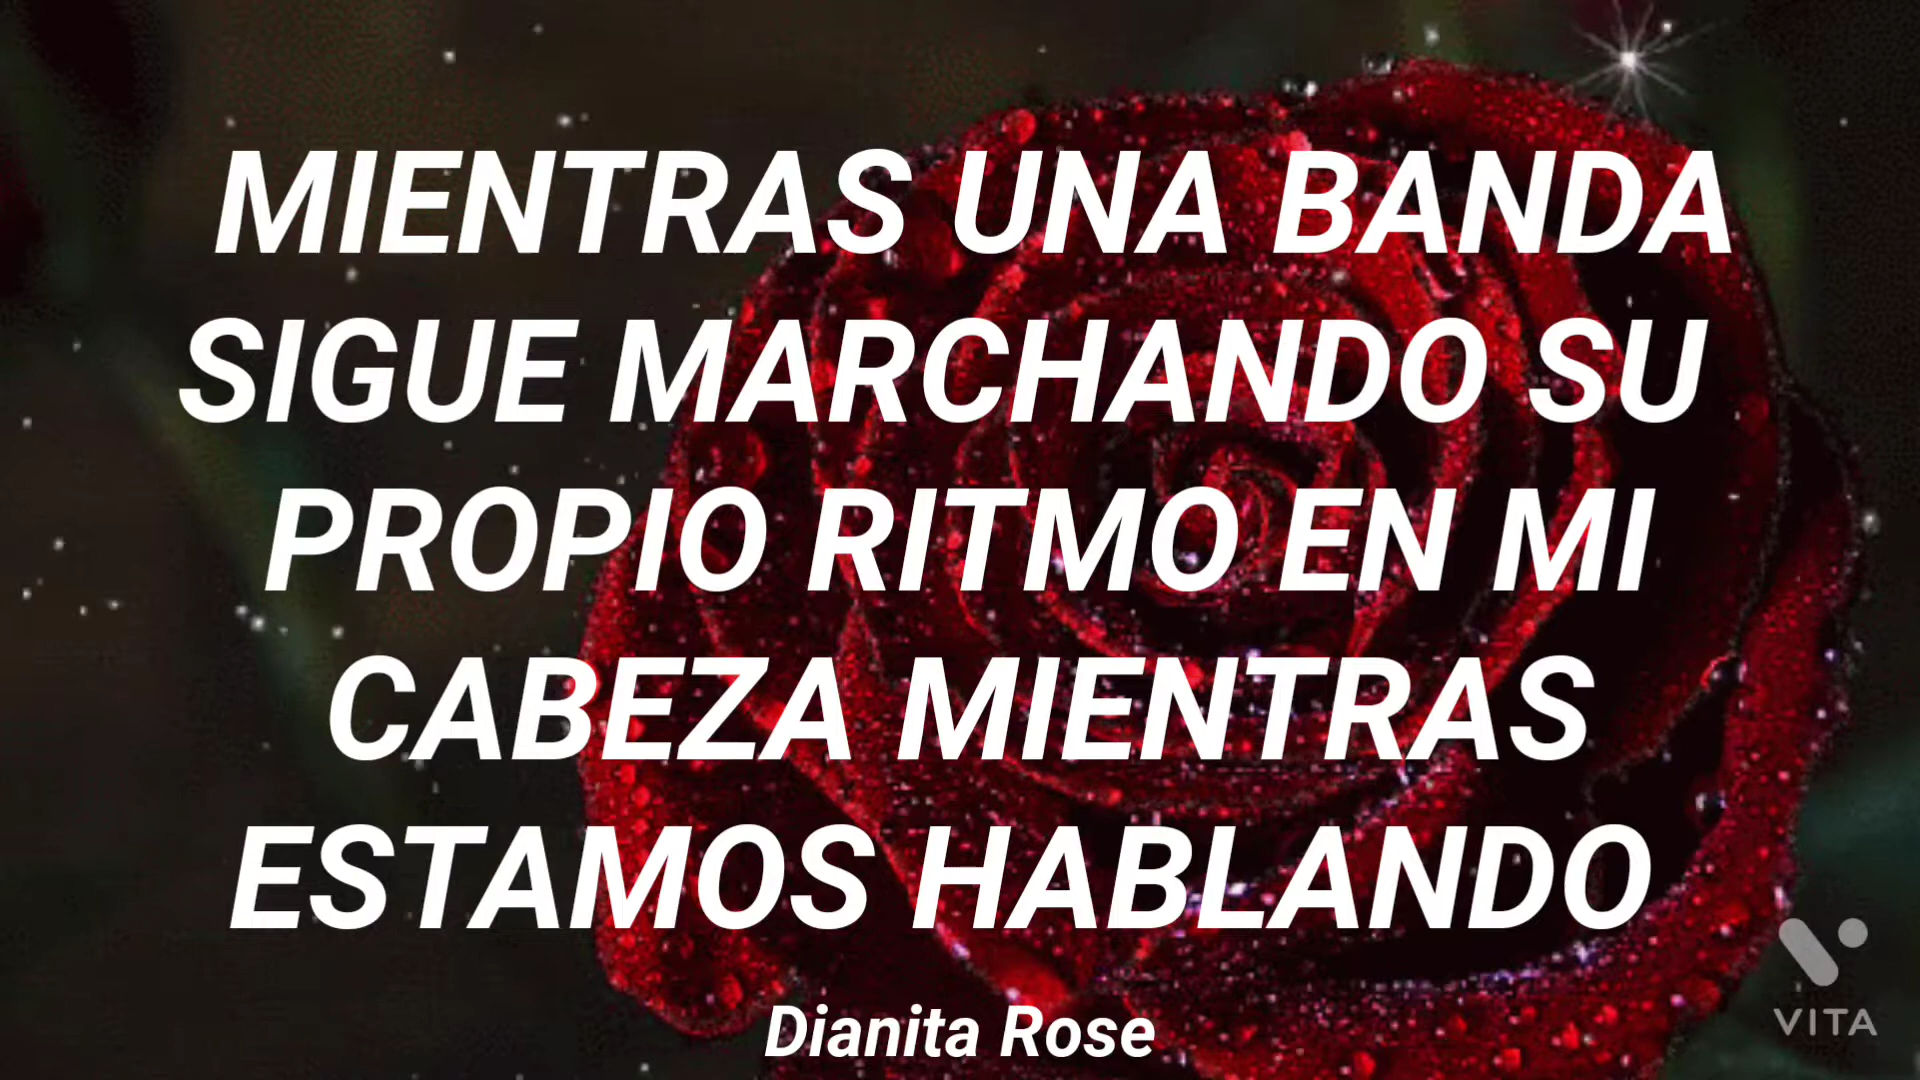 MIENTRAS UNA BANDA
SIGUE MARCHANDO SU
PROPIO RITMO EN MI
CABEZA MIENTRAS
ESTAMOS HABLANDO
Dianita Rose
VITA